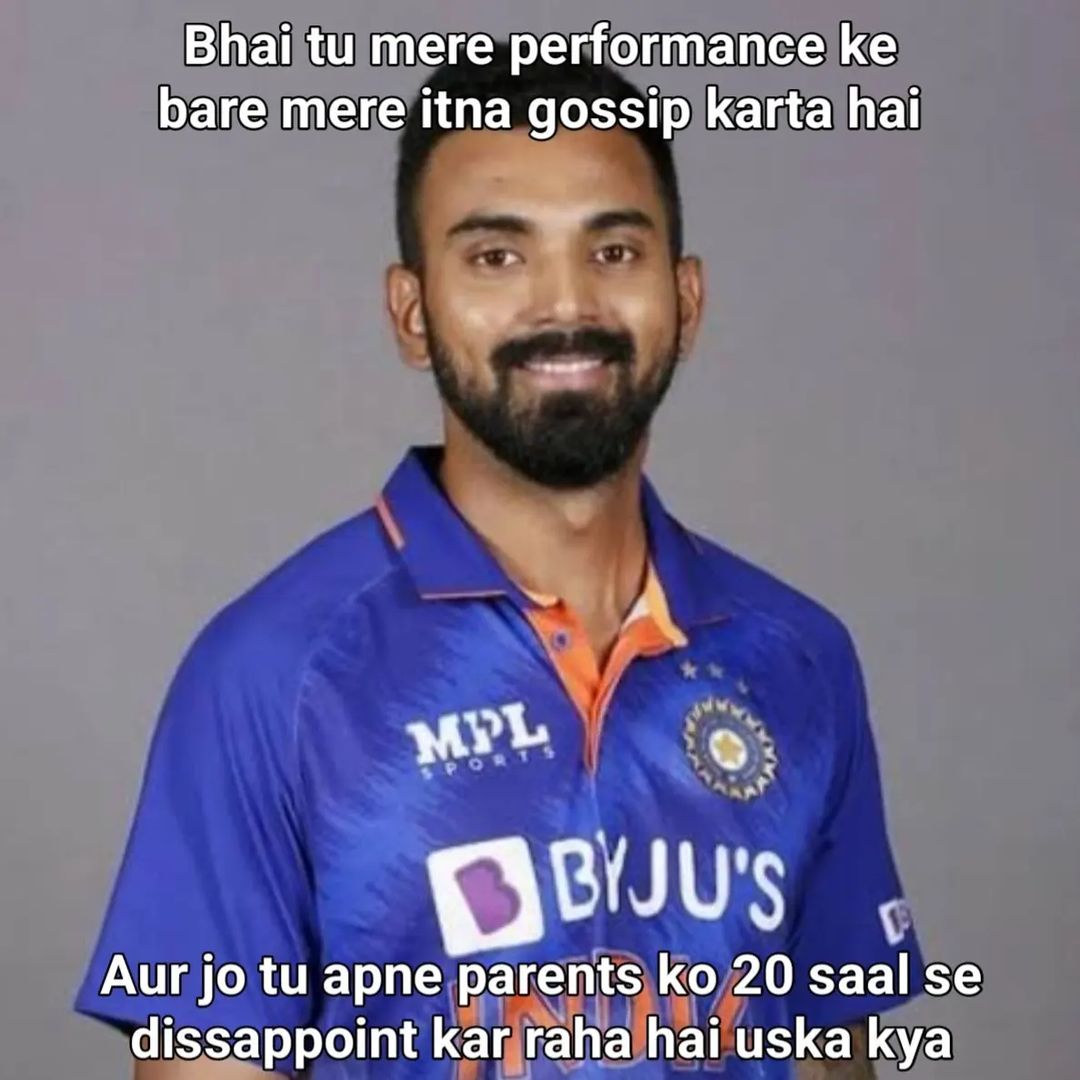 Bhai tu mere performance ke
bare mere itna gossip karta hai
MPL
SPORTS
B BYJU'S
INDIA
Aur jo tu apne parents ko 20 saal se
dissappoint kar raha hai uska kya